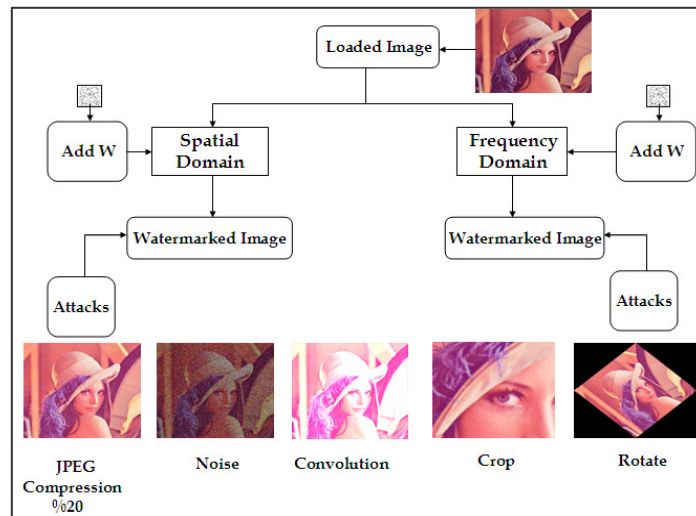 Loaded Image
Add W
Spatial
Domain
Frequency
Domain
Add W
Watermarked Image
Watermarked Image
Attacks
Attacks
JPEG
Compression
%20
Noise
Convolution
Crop
Rotate